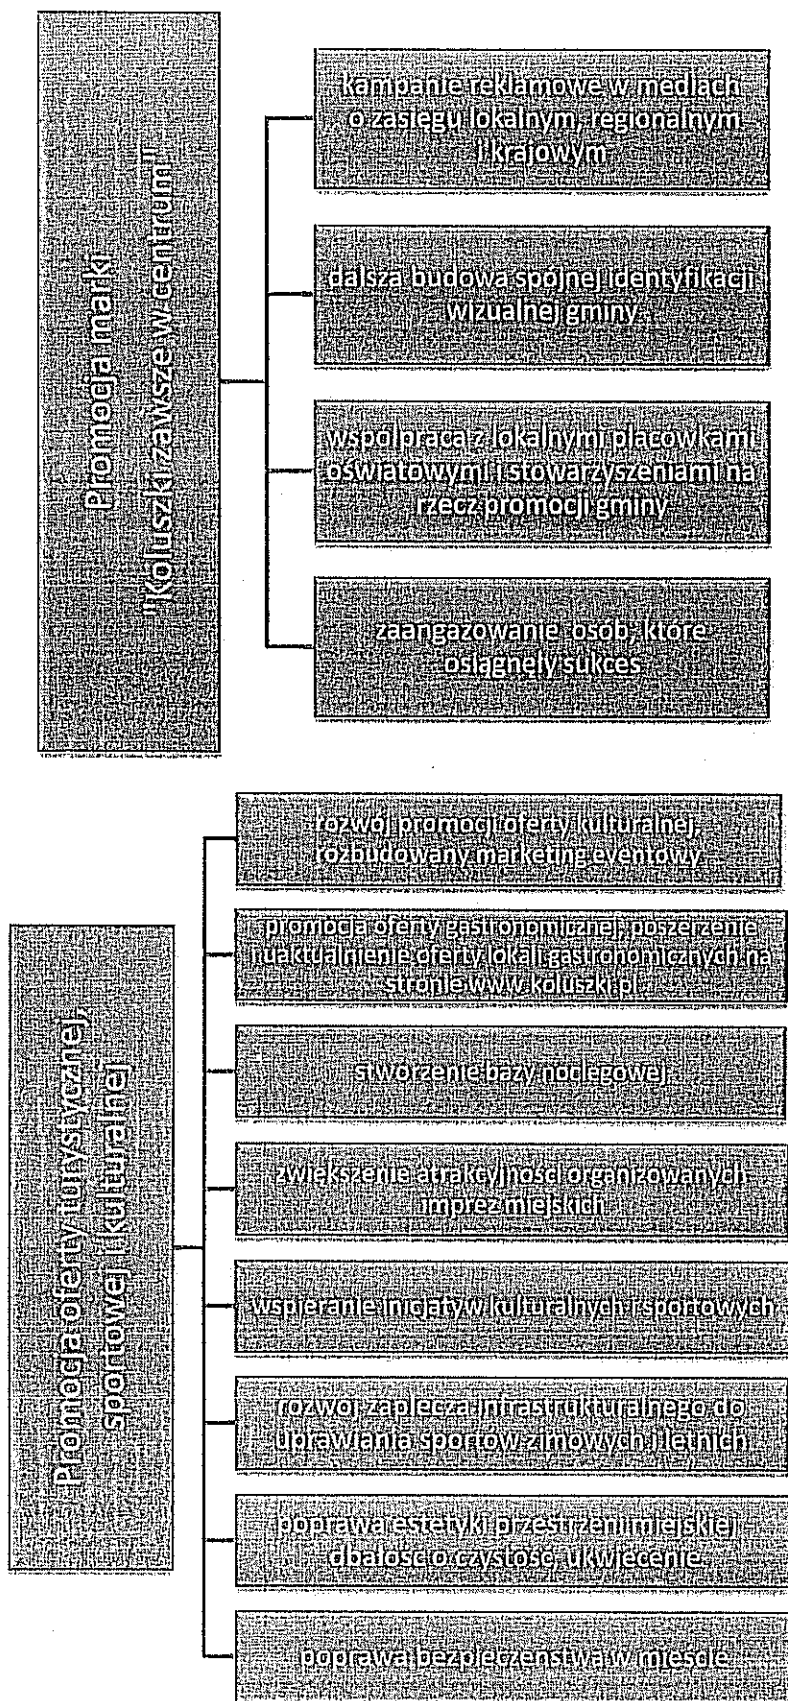 Promocja marki
"Koluszki zawsze w centrum"
kampanie reklamowe w mediach
o zasięgu lokalnym, regionalnym
i krajowym
dalsza budowa spójnej identyfikacji
wizualnej gminy
współpraca z lokalnymi placówkami
oświatowymi i stowarzyszeniami na
rzecz promocji gminy
zaangażowanie osób, które
osiągnęły sukces
Promocja oferty turystycznej,
sportowej i kulturalnej
rozwój promocji oferty kulturalnej,
rozbudowany marketing eventowy
promocja oferty gastronomicznej, poszerzenie
i uaktualnienie oferty lokali gastronomicznych na
stronie www.koluszki.pl
stworzenie bazy noclegowej
zwiększenie atrakcyjności organizowanych
imprez miejskich
wspieranie inicjatyw kulturalnych i sportowych
rozwój zaplecza infrastrukturalnego do
uprawiania sportów zimowych i letnich
poprawa estetyki przestrzeni miejskiej -
dbałość o czystość, ukwiecenie
poprawa bezpieczeństwa w mieście